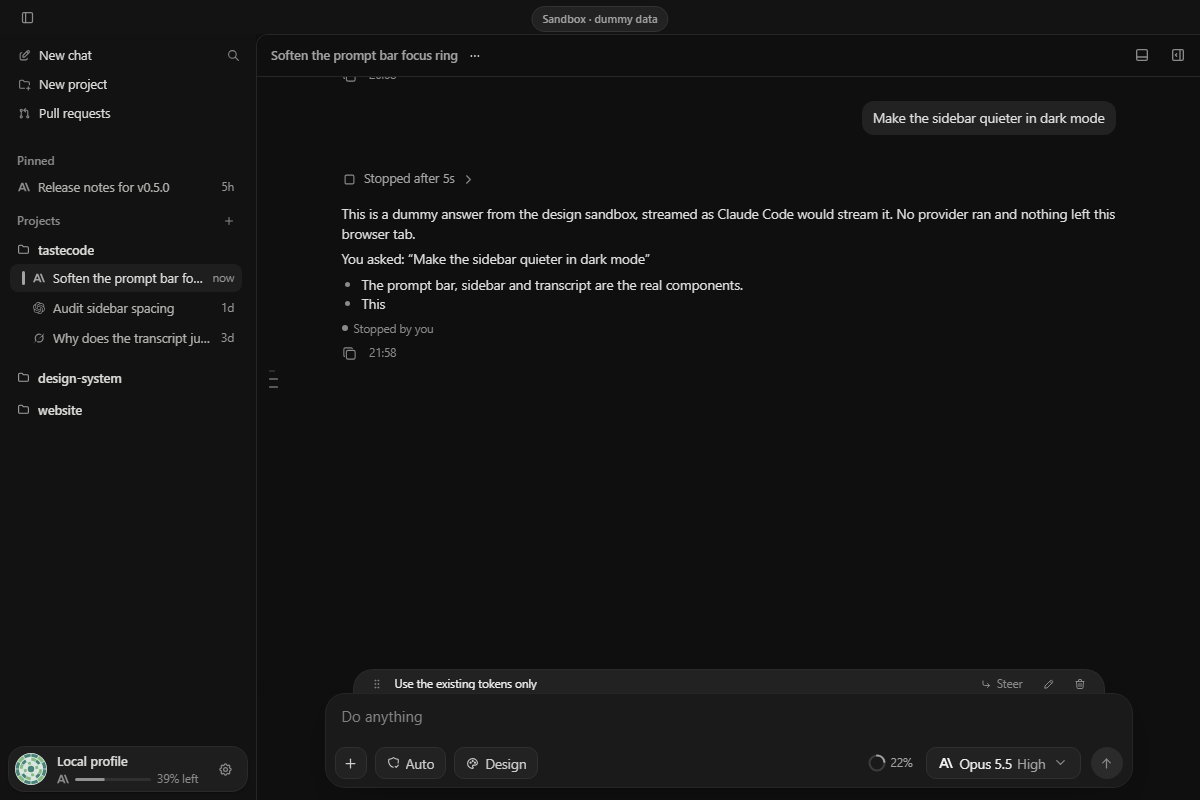 Sandbox · dummy data
New chat
New project
Pull requests
Pinned
Release notes for v0.5.0 5h
Projects
tastecode
Soften the prompt bar fo... now
Audit sidebar spacing 1d
Why does the transcript ju... 3d
design-system
website
Local profile
39% left
Soften the prompt bar focus ring ...
Make the sidebar quieter in dark mode
Stopped after 5s
This is a dummy answer from the design sandbox, streamed as Claude Code would stream it. No provider ran and nothing left this
browser tab.
You asked: “Make the sidebar quieter in dark mode”
• The prompt bar, sidebar and transcript are the real components.
• This
Stopped by you
21:58
Use the existing tokens only Steer
Do anything
Auto Design 22% Opus 5.5 High